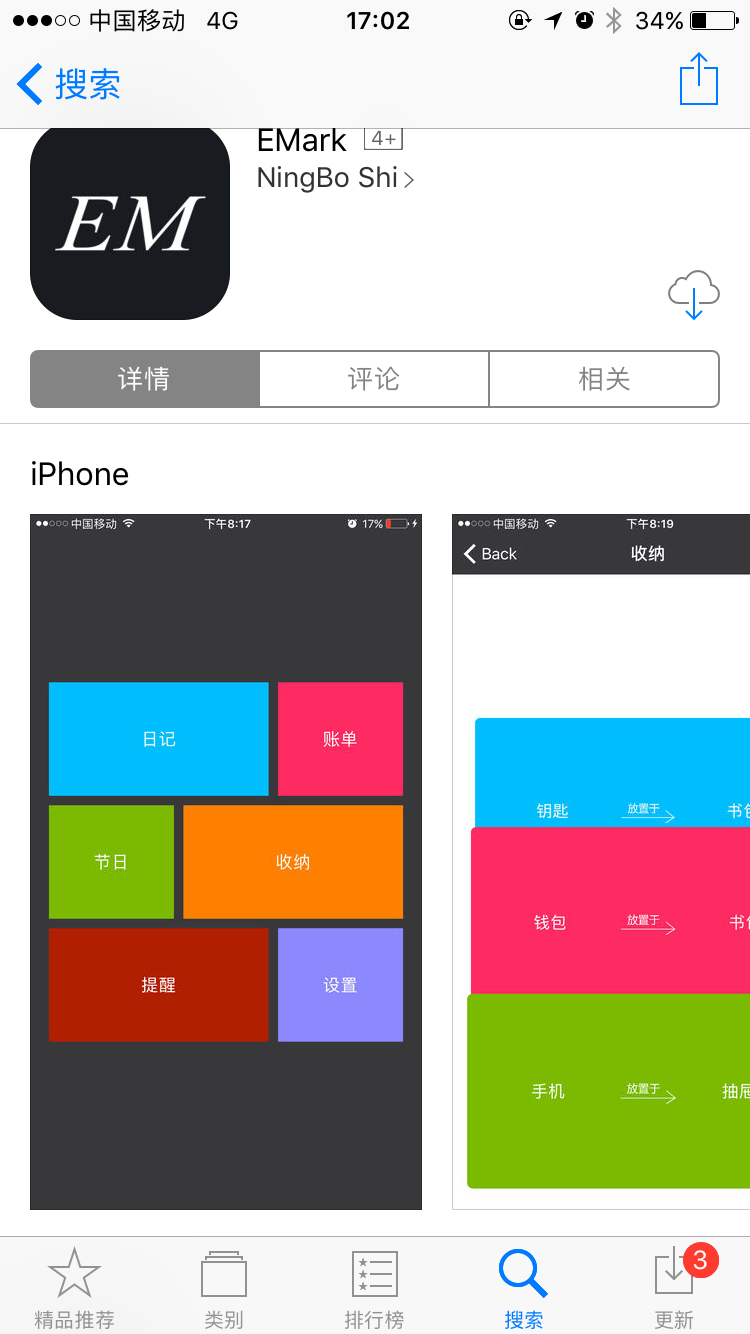 中国移动 4G 17:02 34%
搜索
EMark 4+
NingBo Shi
EM
详情 评论 相关
iPhone
中国移动 下午8:17 17%
日记 账单
节日 收纳
提醒 设置
中国移动 下午8:19
Back 收纳
钥匙 放置于 书包
钱包 放置于 书包
手机 放置于 抽屉
精品推荐 类别 排行榜 搜索 更新
3